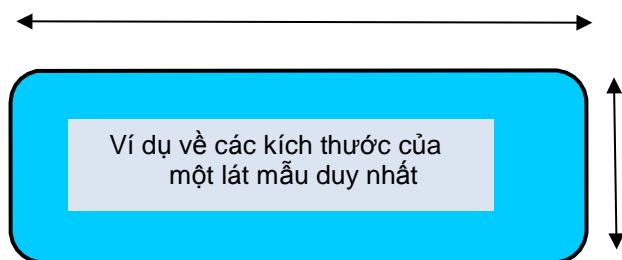 Ví dụ về các kích thước của
một lát mẫu duy nhất